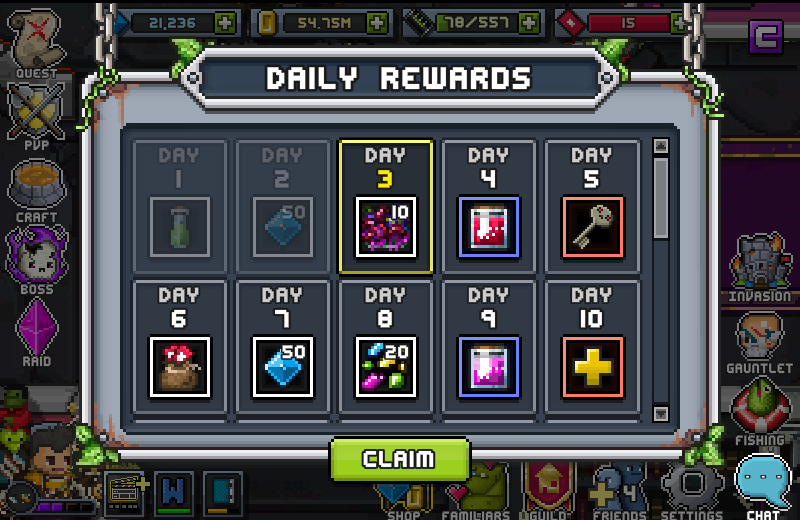 21,236 54.75M 78/557 15
C
DAILY REWARDS
QUEST
PVP
CRAFT
BOSS
RAID
DAY 1
DAY 2
50
DAY 3
10
DAY 4
DAY 5
DAY 6
DAY 7
50
DAY 8
20
DAY 9
DAY 10
INVASION
GAUNTLET
FISHING
CLAIM
W
SHOP
FAMILIARS
GUILD
4
FRIENDS
SETTINGS
CHAT